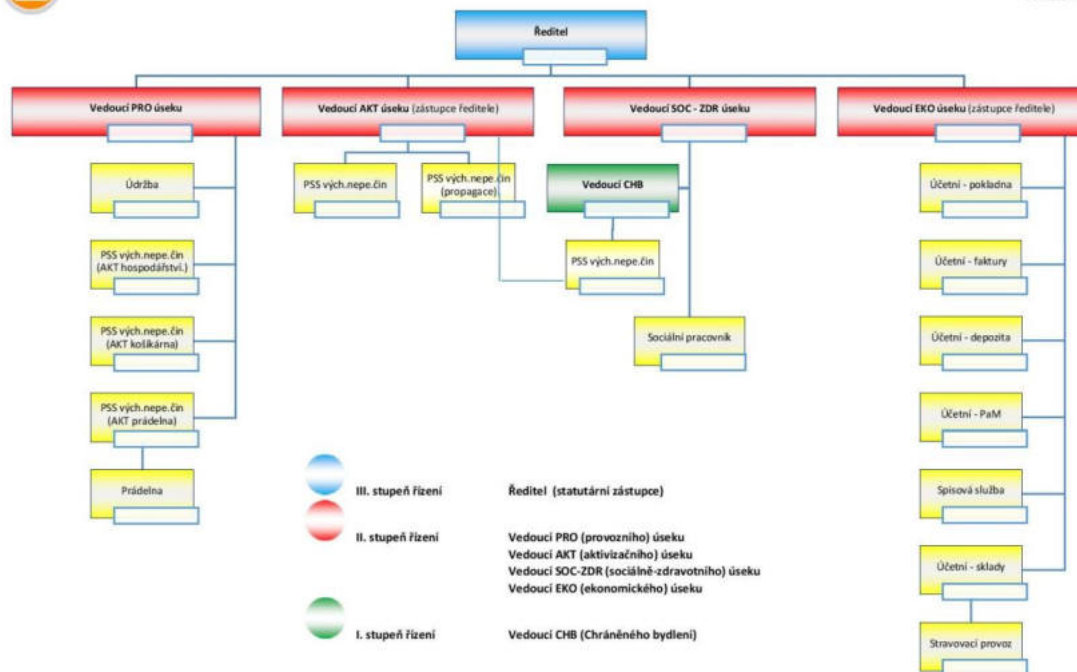 Ředitel
Vedoucí PRO úseku
Vedoucí AKT úseku (zástupce ředitele)
Vedoucí SOC - ZDR úseku
Vedoucí EKO úseku (zástupce ředitele)
Údržba
PSS vých.nepe.čin
(AKT hospodářství.)
PSS vých.nepe.čin
(AKT košíkárna)
PSS vých.nepe.čin
(AKT prádelna)
Prádelna
PSS vých.nepe.čin
PSS vých.nepe.čin
(propagace)
Vedoucí CHB
PSS vých.nepe.čin
Sociální pracovník
Účetní - pokladna
Účetní - faktury
Účetní - depozita
Účetní - PaM
Spisová služba
Účetní - sklady
Stravovací provoz
III. stupeň řízení Ředitel (statutární zástupce)
II. stupeň řízení Vedoucí PRO (provozního) úseku
Vedoucí AKT (aktivizačního) úseku
Vedoucí SOC-ZDR (sociálně-zdravotního) úseku
Vedoucí EKO (ekonomického) úseku
I. stupeň řízení Vedoucí CHB (Chráněného bydlení)